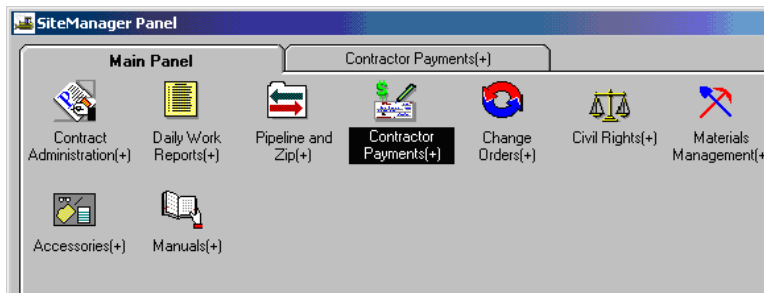 SiteManager Panel
Main Panel
Contractor Payments(+)
Contract
Administration(+)
Daily Work
Reports(+)
Pipeline and
Zip(+)
Contractor
Payments(+)
Change
Orders(+)
Civil Rights(+)
Materials
Management(+
Accessories(+)
Manuals(+)